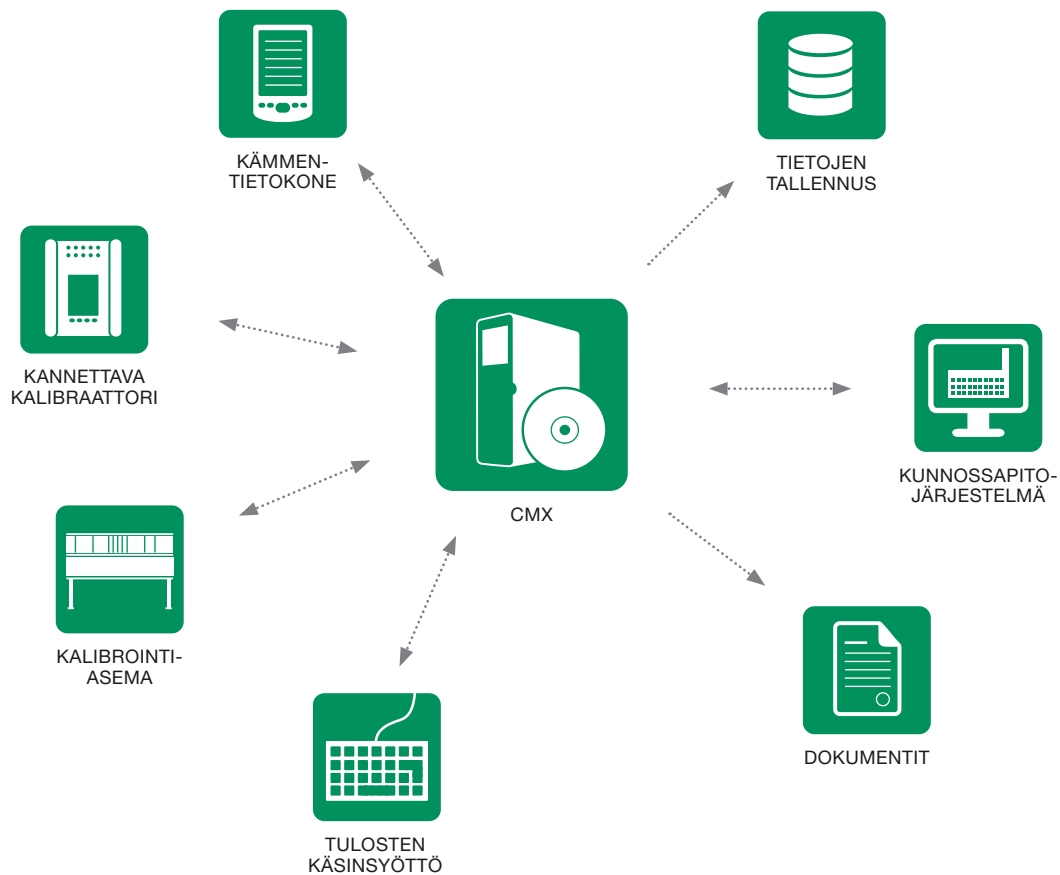 KÄMMEN-
TIETOKONE
TIETOJEN
TALLENNUS
KANNETTAVA
KALIBRAATTORI
CMX
KUNNOSSAPITO-
JÄRJESTELMÄ
KALIBROINTI-
ASEMA
DOKUMENTIT
TULOSTEN
KÄSINSYÖTTÖ